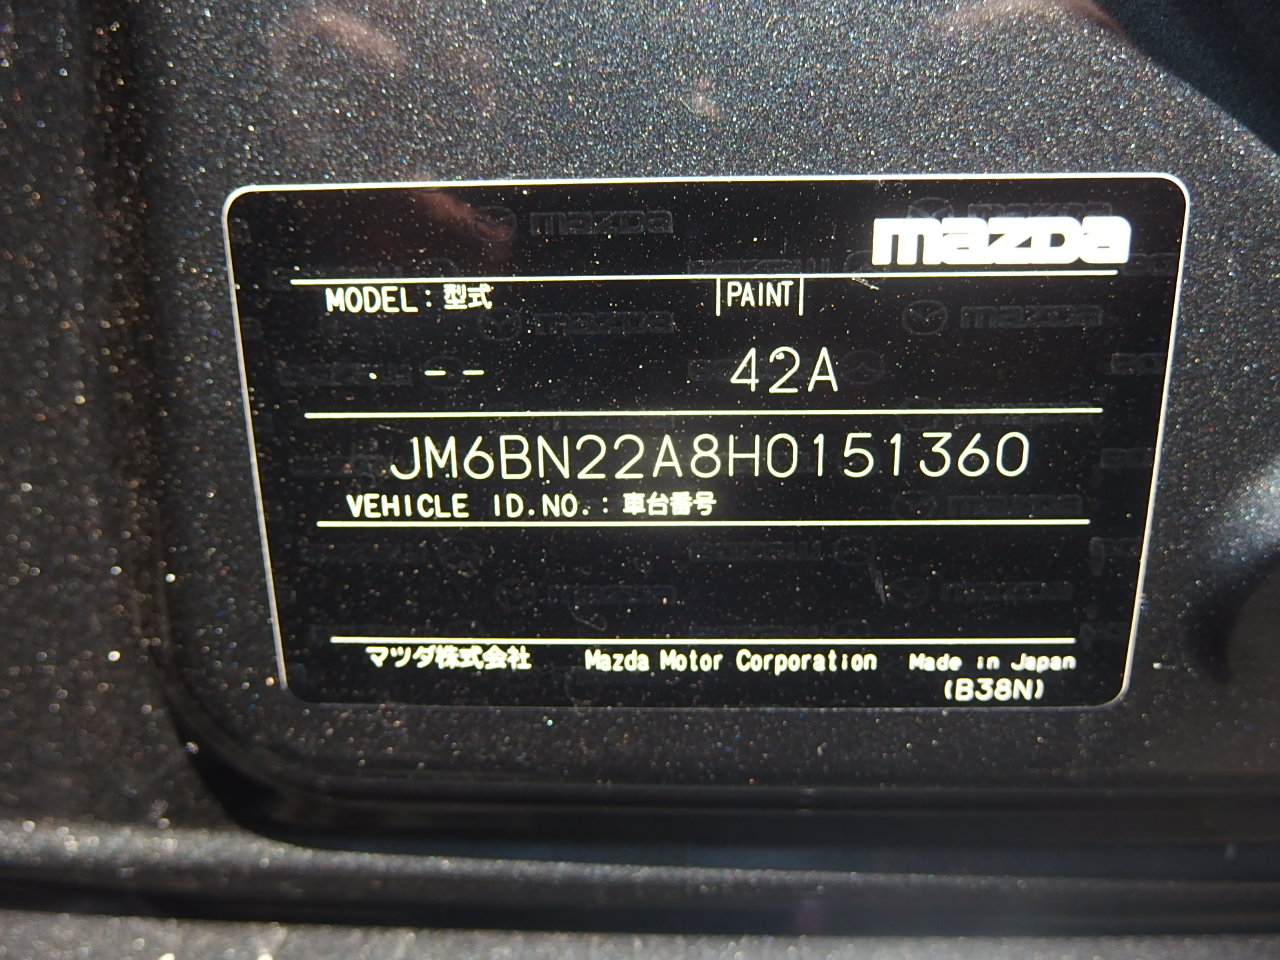 mazda
MODEL : 型式 PAINT
-- 42A
JM6BN22A8H0151360
VEHICLE ID.NO. : 車台番号
マツダ株式会社 Mazda Motor Corporation Made in Japan
(B38N)